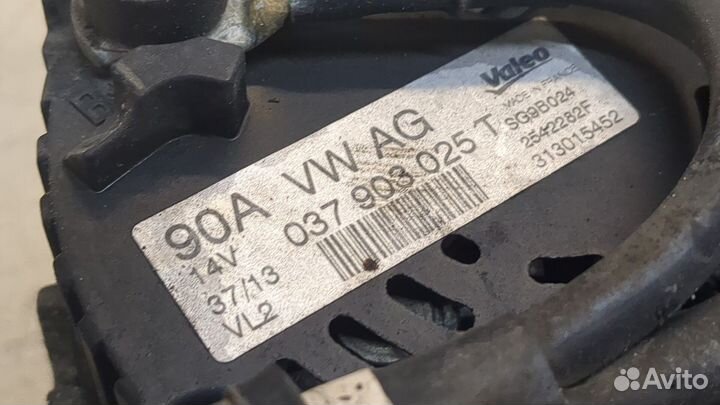 B+
Valeo
MADE IN FRANCE
90A VW AG
SG9B024
14V 037 903 025 T
2542282F
37/13
313015452
VL2
Avito